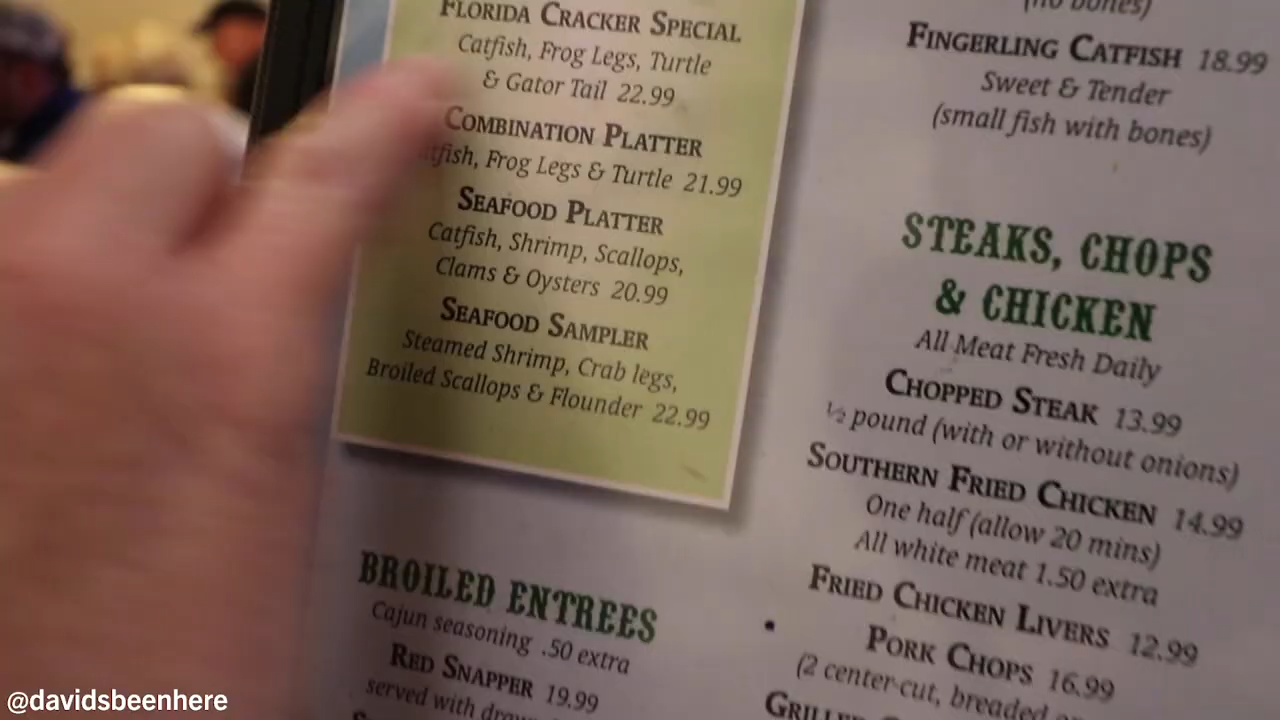 FLORIDA CRACKER SPECIAL
Catfish, Frog Legs, Turtle
& Gator Tail 22.99
COMBINATION PLATTER
Frog Legs & Turtle 21.99
SEAFOOD PLATTER
Catfish, Shrimp, Scallops,
Clams & Oysters 20.99
SEAFOOD SAMPLER
Steamed Shrimp, Crab legs,
Broiled Scallops & Flounder 22.99
BROILED ENTREES
Cajun seasoning .50 extra
RED SNAPPER 19.99
served with
(no bones)
FINGERLING CATFISH 18.99
Sweet & Tender
(small fish with bones)
STEAKS, CHOPS
& CHICKEN
All Meat Fresh Daily
CHOPPED STEAK 13.99
½ pound (with or without onions)
SOUTHERN FRIED CHICKEN 14.99
One half (allow 20 mins)
All white meat 1.50 extra
FRIED CHICKEN LIVERS 12.99
PORK CHOPS 16.99
(2 center-cut, breaded
@davidsbeenhere